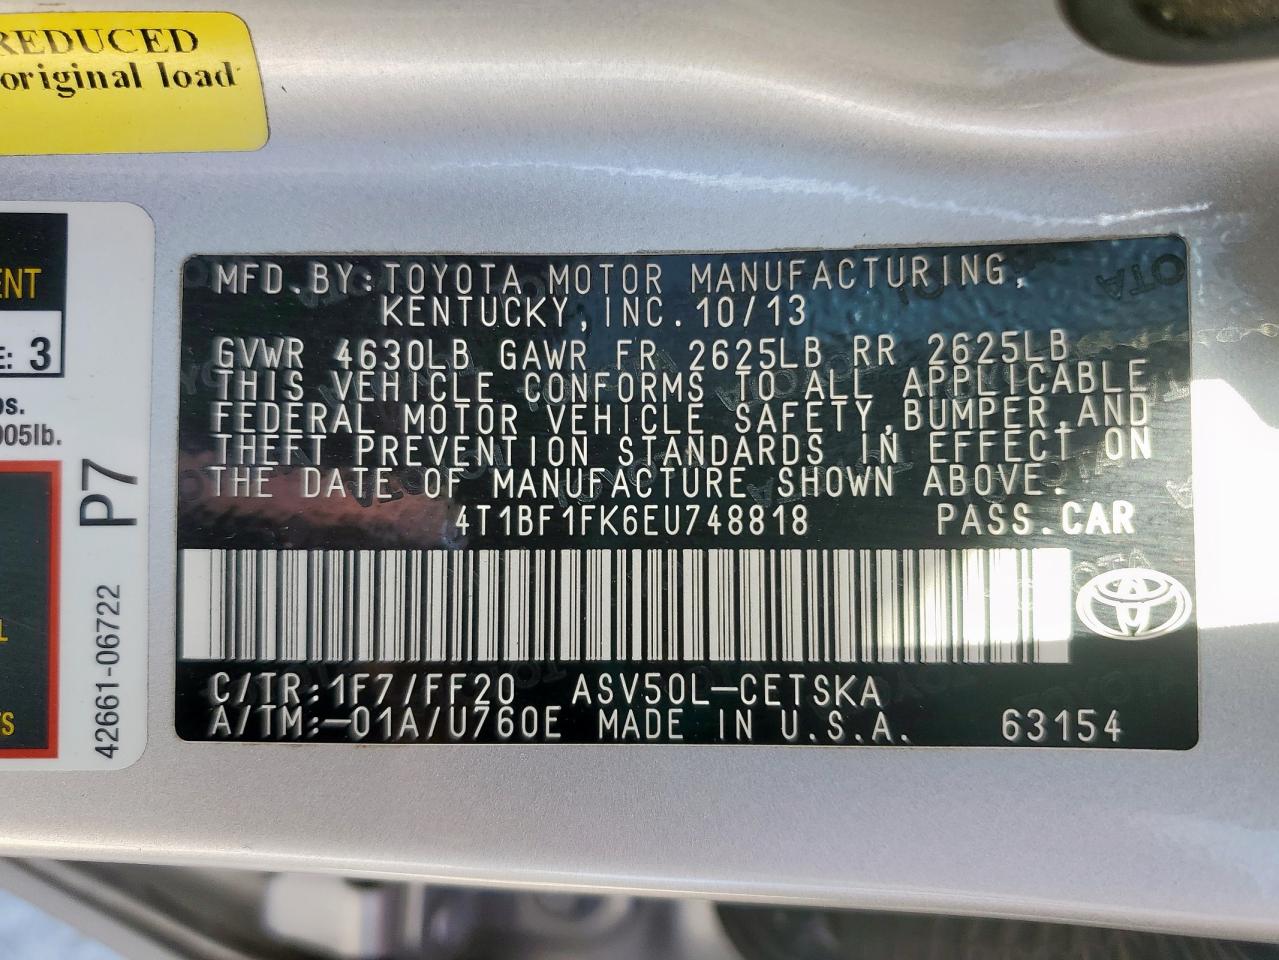 REDUCED
original load
ENT
E: 3
os.
005lb.
P7
42661-06722
L
TS
MFD.BY:TOYOTA MOTOR MANUFACTURING,
KENTUCKY,INC.10/13
GVWR 4630LB GAWR FR 2625LB RR 2625LB
THIS VEHICLE CONFORMS TO ALL APPLICABLE
FEDERAL MOTOR VEHICLE SAFETY,BUMPER,AND
THEFT PREVENTION STANDARDS IN EFFECT ON
THE DATE OF MANUFACTURE SHOWN ABOVE.
4T1BF1FK6EU748818 PASS.CAR
C/TR:1F7/FF20 ASV50L-CETSKA
A/TM:-01A/U760E MADE IN U.S.A. 63154